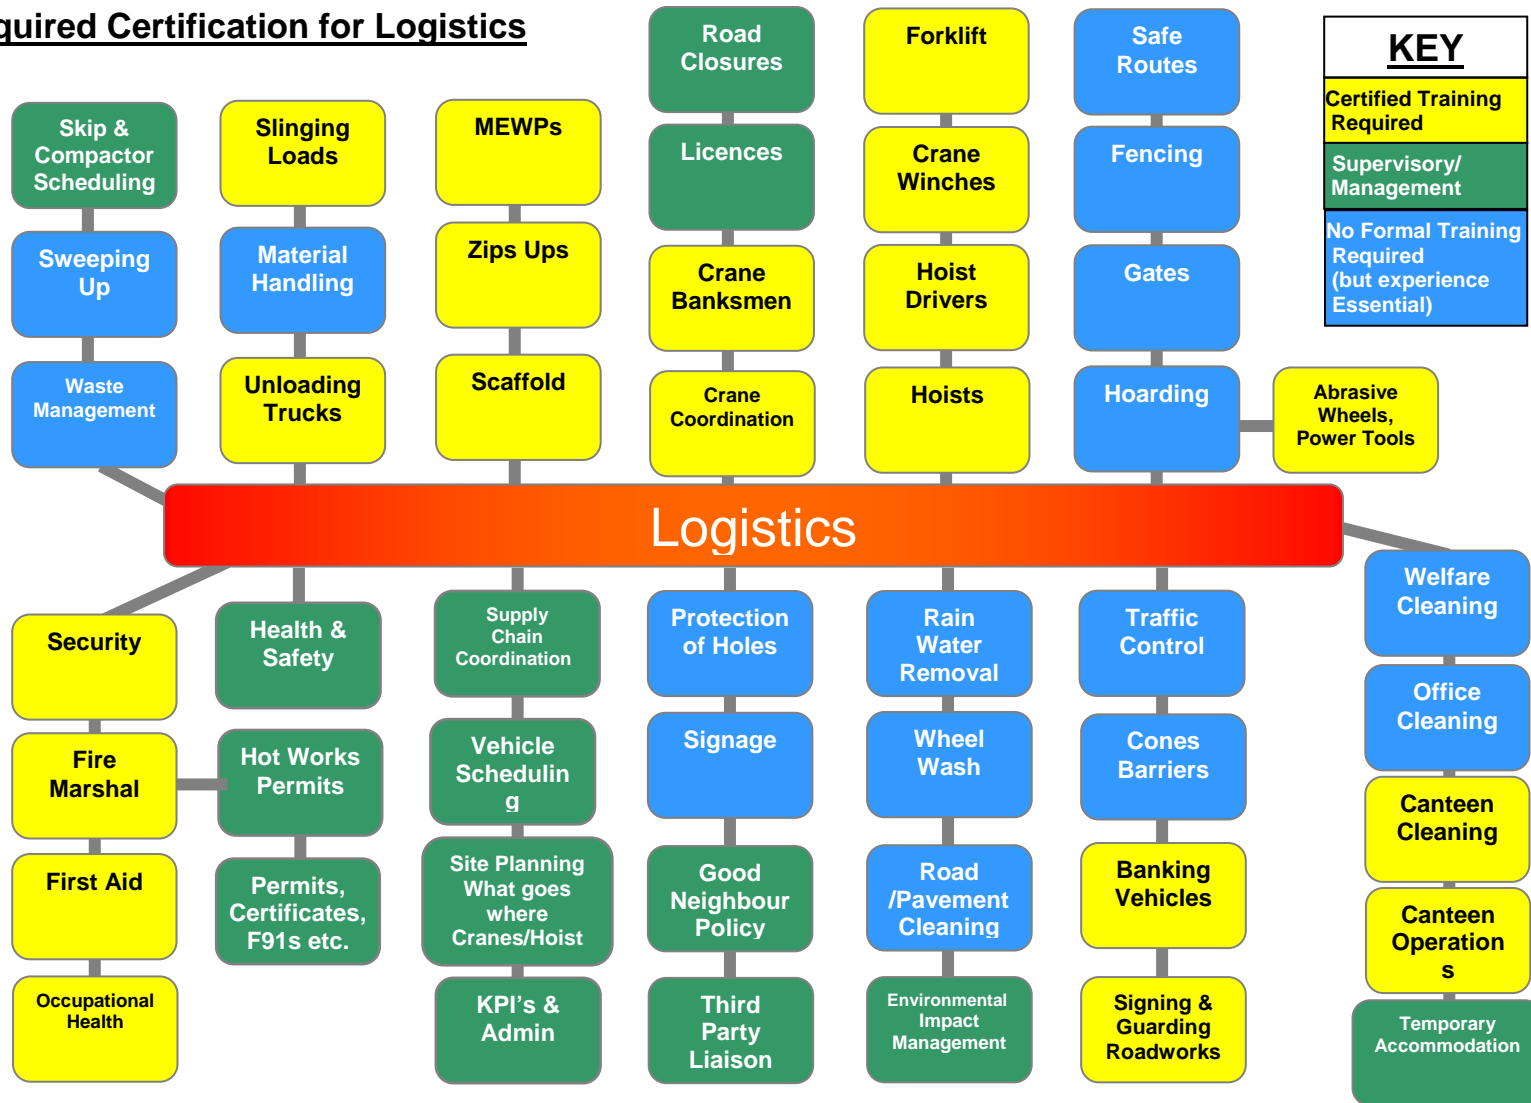 quired Certification for Logistics
Road
Closures
Forklift
Safe
Routes
KEY
Certified Training
Required
Supervisory/
Management
No Formal Training
Required
(but experience
Essential)
Skip &
Compactor
Scheduling
Slinging
Loads
MEWPs
Licences
Crane
Winches
Fencing
Sweeping
Up
Material
Handling
Zips Ups
Crane
Banksmen
Hoist
Drivers
Gates
Waste
Management
Unloading
Trucks
Scaffold
Crane
Coordination
Hoists
Hoarding
Abrasive
Wheels,
Power Tools
Logistics
Security
Health &
Safety
Supply
Chain
Coordination
Protection
of Holes
Rain
Water
Removal
Traffic
Control
Welfare
Cleaning
Fire
Marshal
Hot Works
Permits
Vehicle
Schedulin
g
Signage
Wheel
Wash
Cones
Barriers
Office
Cleaning
First Aid
Permits,
Certificates,
F91s etc.
Site Planning
What goes
where
Cranes/Hoist
Good
Neighbour
Policy
Road
/Pavement
Cleaning
Banking
Vehicles
Canteen
Cleaning
Canteen
Operation
s
Occupational
Health
KPI's &
Admin
Third
Party
Liaison
Environmental
Impact
Management
Signing &
Guarding
Roadworks
Temporary
Accommodation